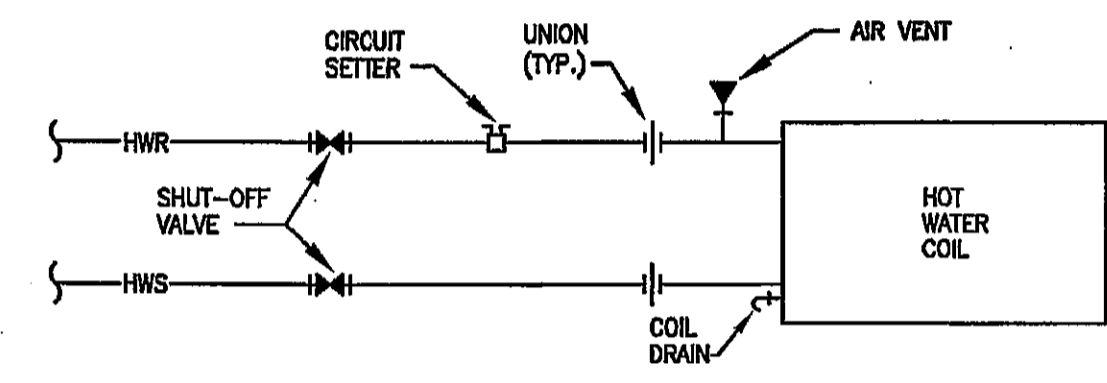 CIRCUIT
SETTER
UNION
(TYP.)
AIR VENT
HWR
SHUT-OFF
VALVE
HOT
WATER
COIL
HWS
COIL
DRAIN